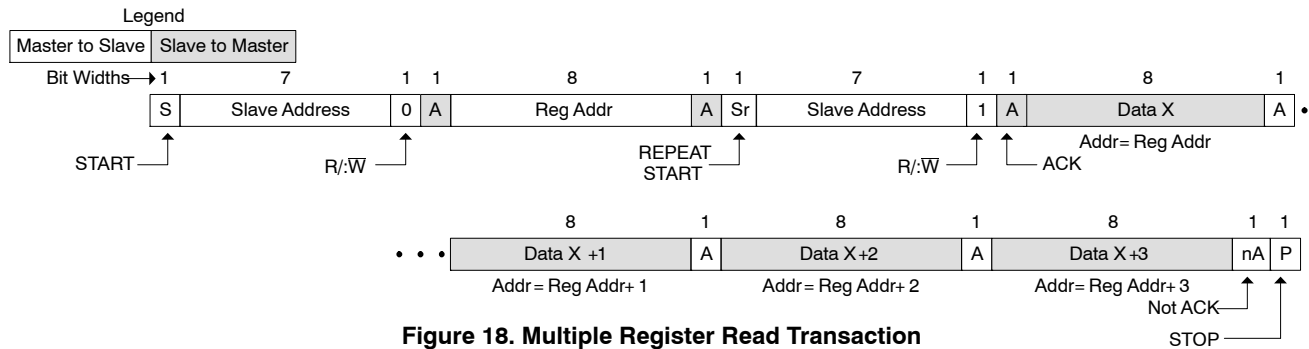 Legend
Master to Slave Slave to Master
Bit Widths 1 7 1 1 8 1 1 7 1 1 8 1
S Slave Address 0 A Reg Addr A Sr Slave Address 1 A Data X A
Addr= Reg Addr
START R/:W̅ REPEAT START R/:W̅ ACK
8 1 8 1 8 1 1
• • • Data X +1 A Data X+2 A Data X+3 nA P
Addr= Reg Addr+ 1 Addr= Reg Addr+ 2 Addr= Reg Addr+ 3
Not ACK
Figure 18. Multiple Register Read Transaction
STOP